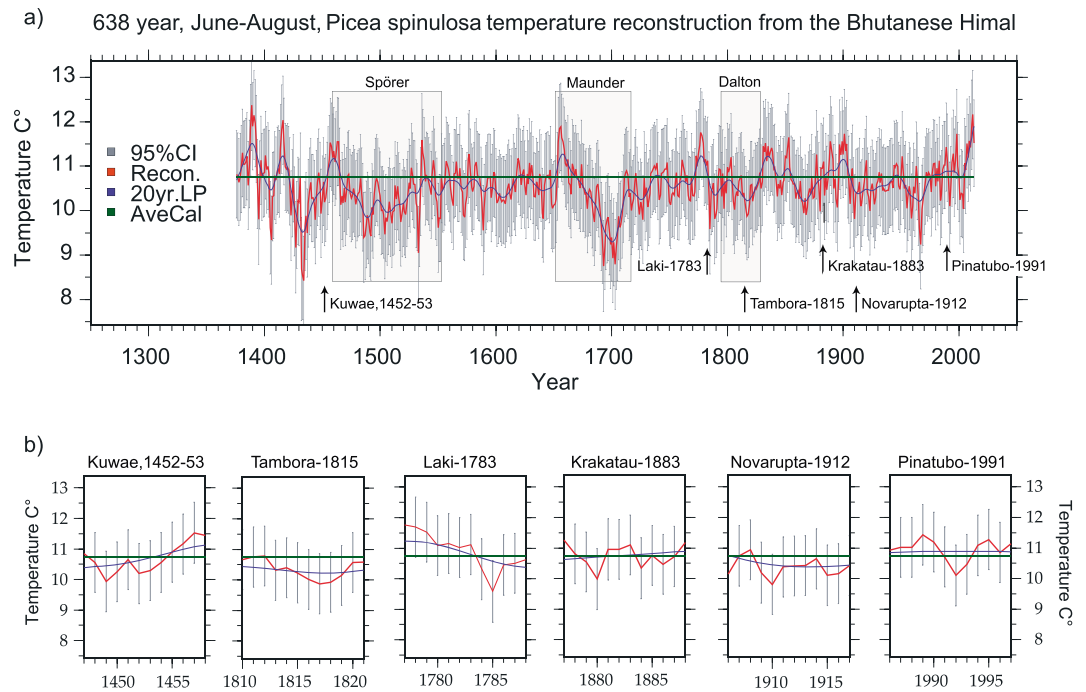 a)
638 year, June-August, Picea spinulosa temperature reconstruction from the Bhutanese Himal
Temperature C°
13
12
11
10
9
8
95%CI
Recon.
20yr.LP
AveCal
Spörer
Maunder
Dalton
Kuwae,1452-53
Laki-1783
Tambora-1815
Krakatau-1883
Novarupta-1912
Pinatubo-1991
1300 1400 1500 1600 1700 1800 1900 2000
Year
b)
Kuwae,1452-53 Tambora-1815 Laki-1783 Krakatau-1883 Novarupta-1912 Pinatubo-1991
Temperature C°
13
12
11
10
9
8
13
12
11
10
9
8
Temperature C°
1450 1455 1810 1815 1820 1780 1785 1880 1885 1910 1915 1990 1995